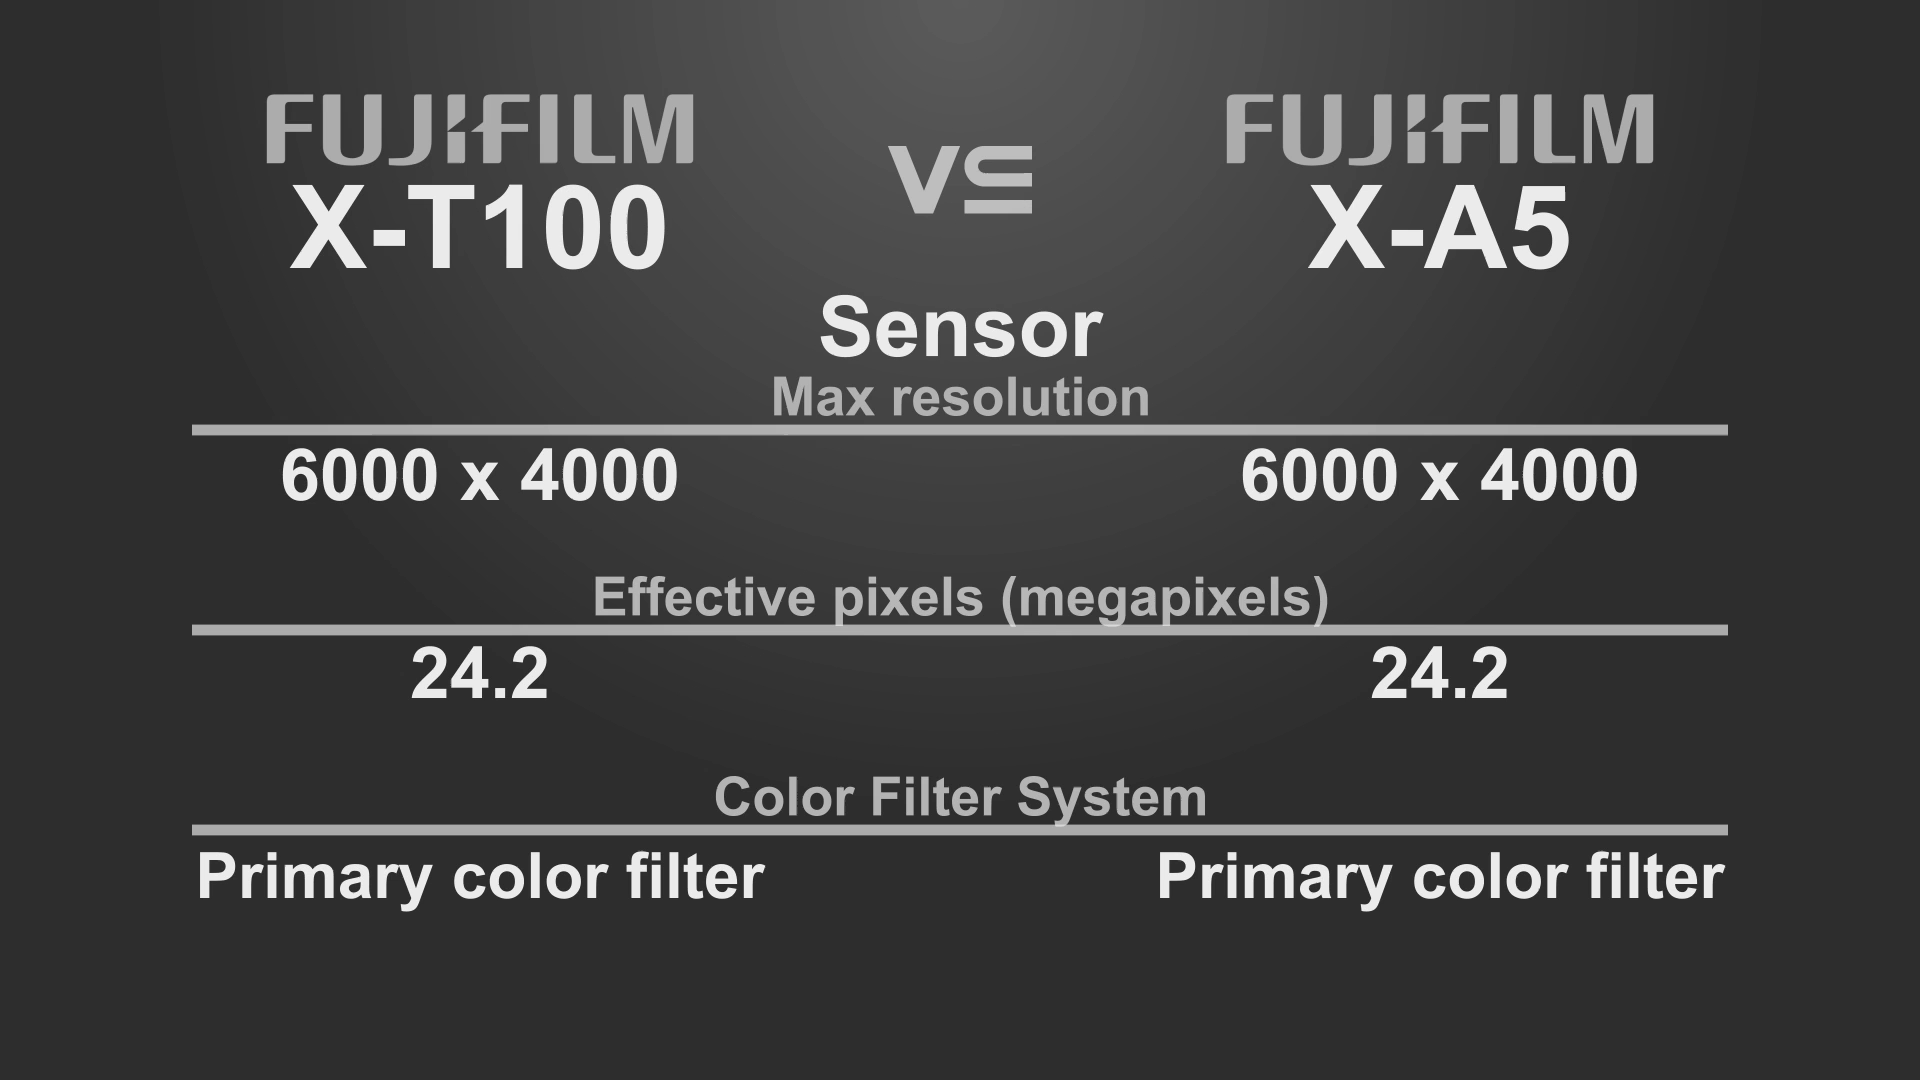 FUJIFILM VS FUJIFILM
X-T100 X-A5
Sensor
Max resolution
6000 x 4000 6000 x 4000
Effective pixels (megapixels)
24.2 24.2
Color Filter System
Primary color filter Primary color filter